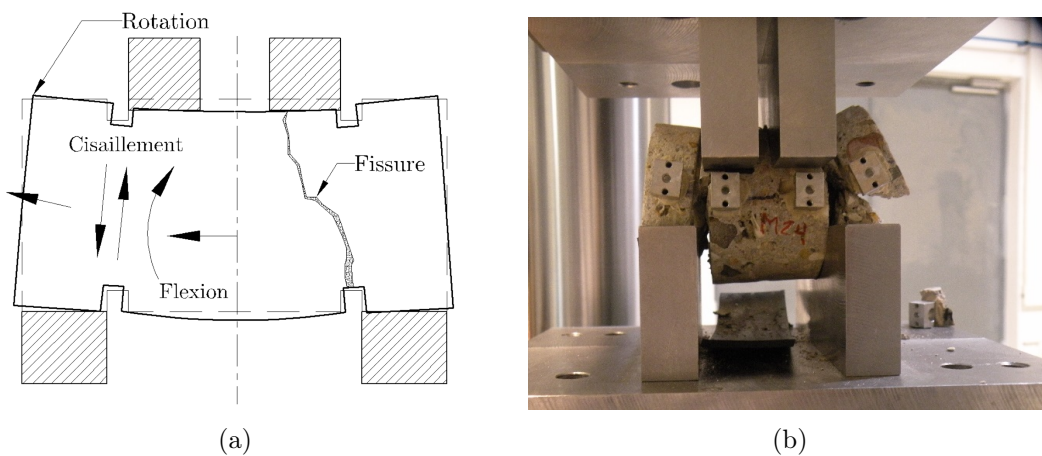 Rotation
Cisaillement
Fissure
Flexion
M24
(a)
(b)